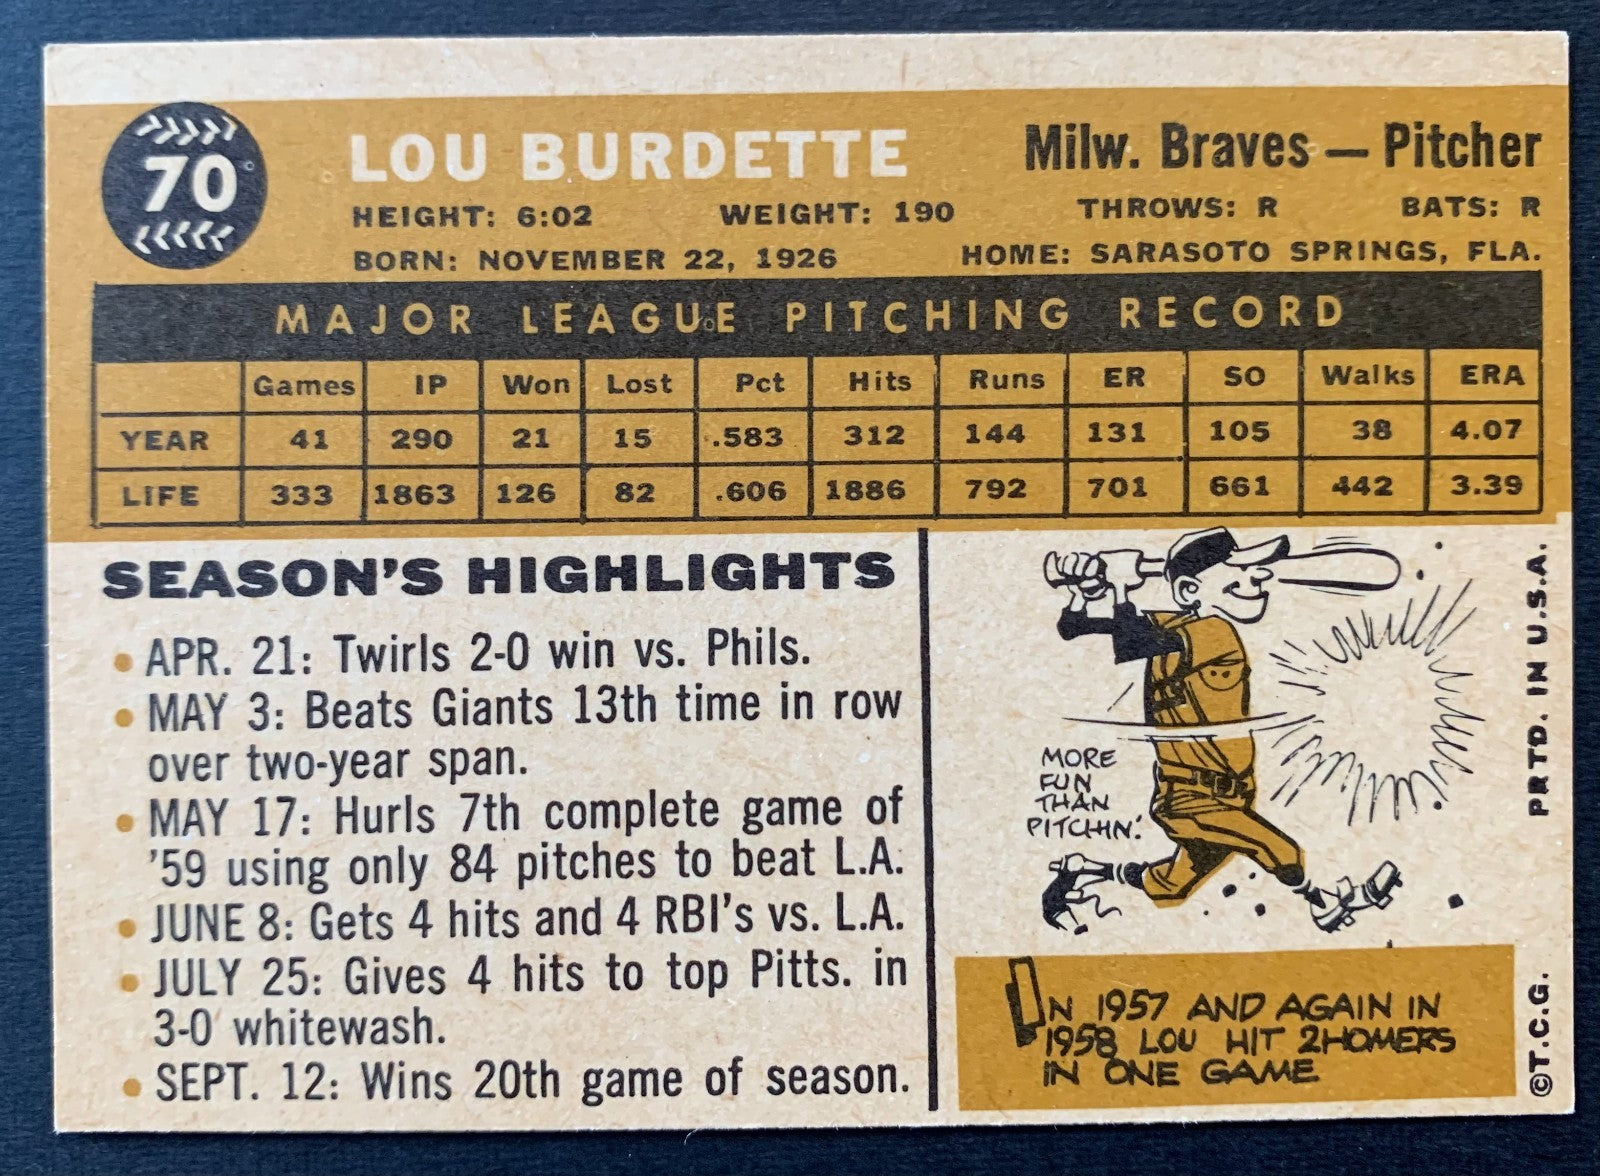 70
LOU BURDETTE
Milw. Braves — Pitcher
HEIGHT: 6:02 WEIGHT: 190 THROWS: R BATS: R
BORN: NOVEMBER 22, 1926 HOME: SARASOTO SPRINGS, FLA.
MAJOR LEAGUE PITCHING RECORD
Games IP Won Lost Pct Hits Runs ER SO Walks ERA
YEAR 41 290 21 15 .583 312 144 131 105 38 4.07
LIFE 333 1863 126 82 .606 1886 792 701 661 442 3.39
SEASON'S HIGHLIGHTS
• APR. 21: Twirls 2-0 win vs. Phils.
• MAY 3: Beats Giants 13th time in row
over two-year span.
• MAY 17: Hurls 7th complete game of
'59 using only 84 pitches to beat L.A.
• JUNE 8: Gets 4 hits and 4 RBI's vs. L.A.
• JULY 25: Gives 4 hits to top Pitts. in
3-0 whitewash.
• SEPT. 12: Wins 20th game of season.
MORE
FUN
THAN
PITCHIN'.
IN 1957 AND AGAIN IN
1958 LOU HIT 2 HOMERS
IN ONE GAME
©T.C.G. PRTD. IN U.S.A.